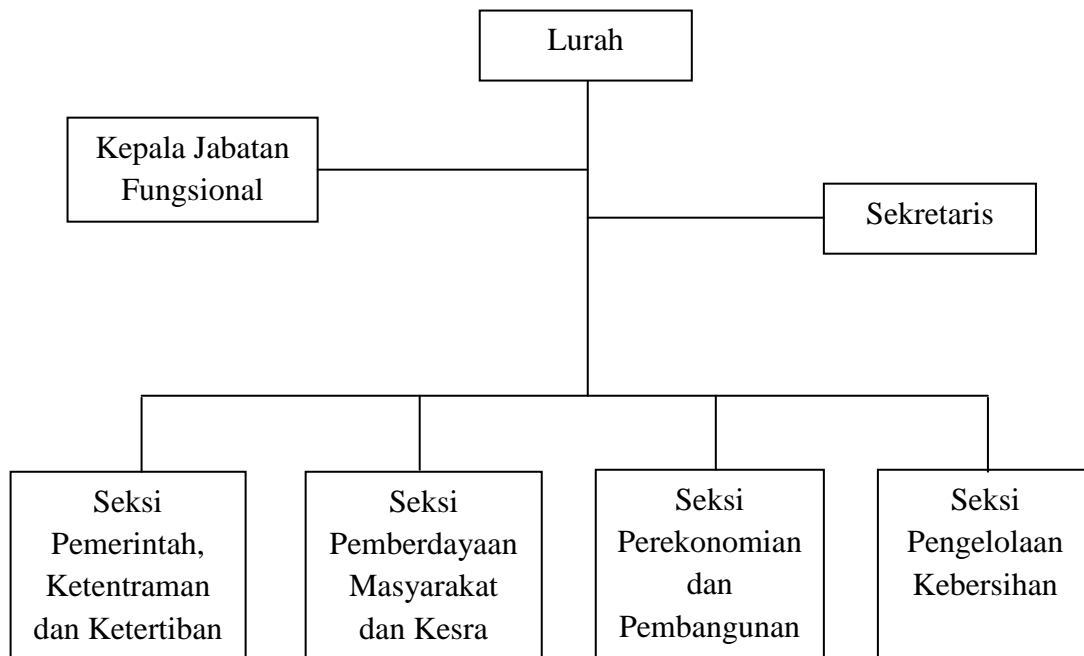 Lurah
Kepala Jabatan
Fungsional
Sekretaris
Seksi
Pemerintah,
Ketentraman
dan Ketertiban
Seksi
Pemberdayaan
Masyarakat
dan Kesra
Seksi
Perekonomian
dan
Pembangunan
Seksi
Pengelolaan
Kebersihan